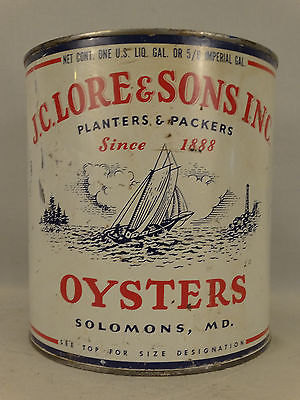 NET CONT. ONE U.S. LIQ. GAL. OR 5/6 IMPERIAL GAL.
J.C. LORE & SONS INC.
PLANTERS & PACKERS
Since 1888
OYSTERS
SOLOMONS, MD.
SEE TOP FOR SIZE DESIGNATION